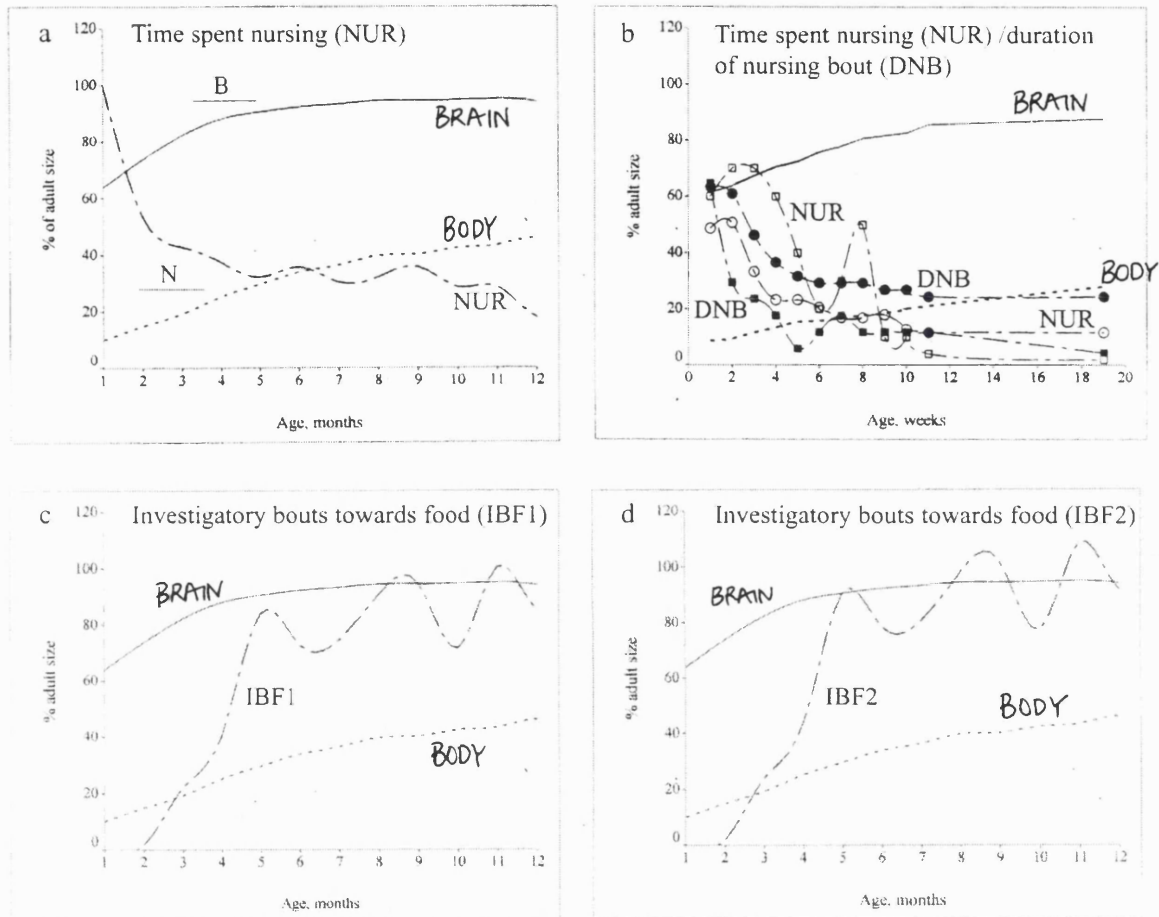 a Time spent nursing (NUR)
120
100
80
60
40
20
0
% of adult size
B
BRAIN
BODY
N
NUR
1 2 3 4 5 6 7 8 9 10 11 12
Age, months
b Time spent nursing (NUR) /duration
of nursing bout (DNB)
120
100
80
60
40
20
0
% adult size
BRAIN
NUR
BODY
DNB
DNB
NUR
0 2 4 6 8 10 12 14 16 18 20
Age, weeks
c Investigatory bouts towards food (IBF1)
120
100
80
60
40
20
0
% adult size
BRAIN
IBF1
BODY
1 2 3 4 5 6 7 8 9 10 11 12
Age, months
d Investigatory bouts towards food (IBF2)
120
100
80
60
40
20
0
% adult size
BRAIN
IBF2
BODY
1 2 3 4 5 6 7 8 9 10 11 12
Age, months